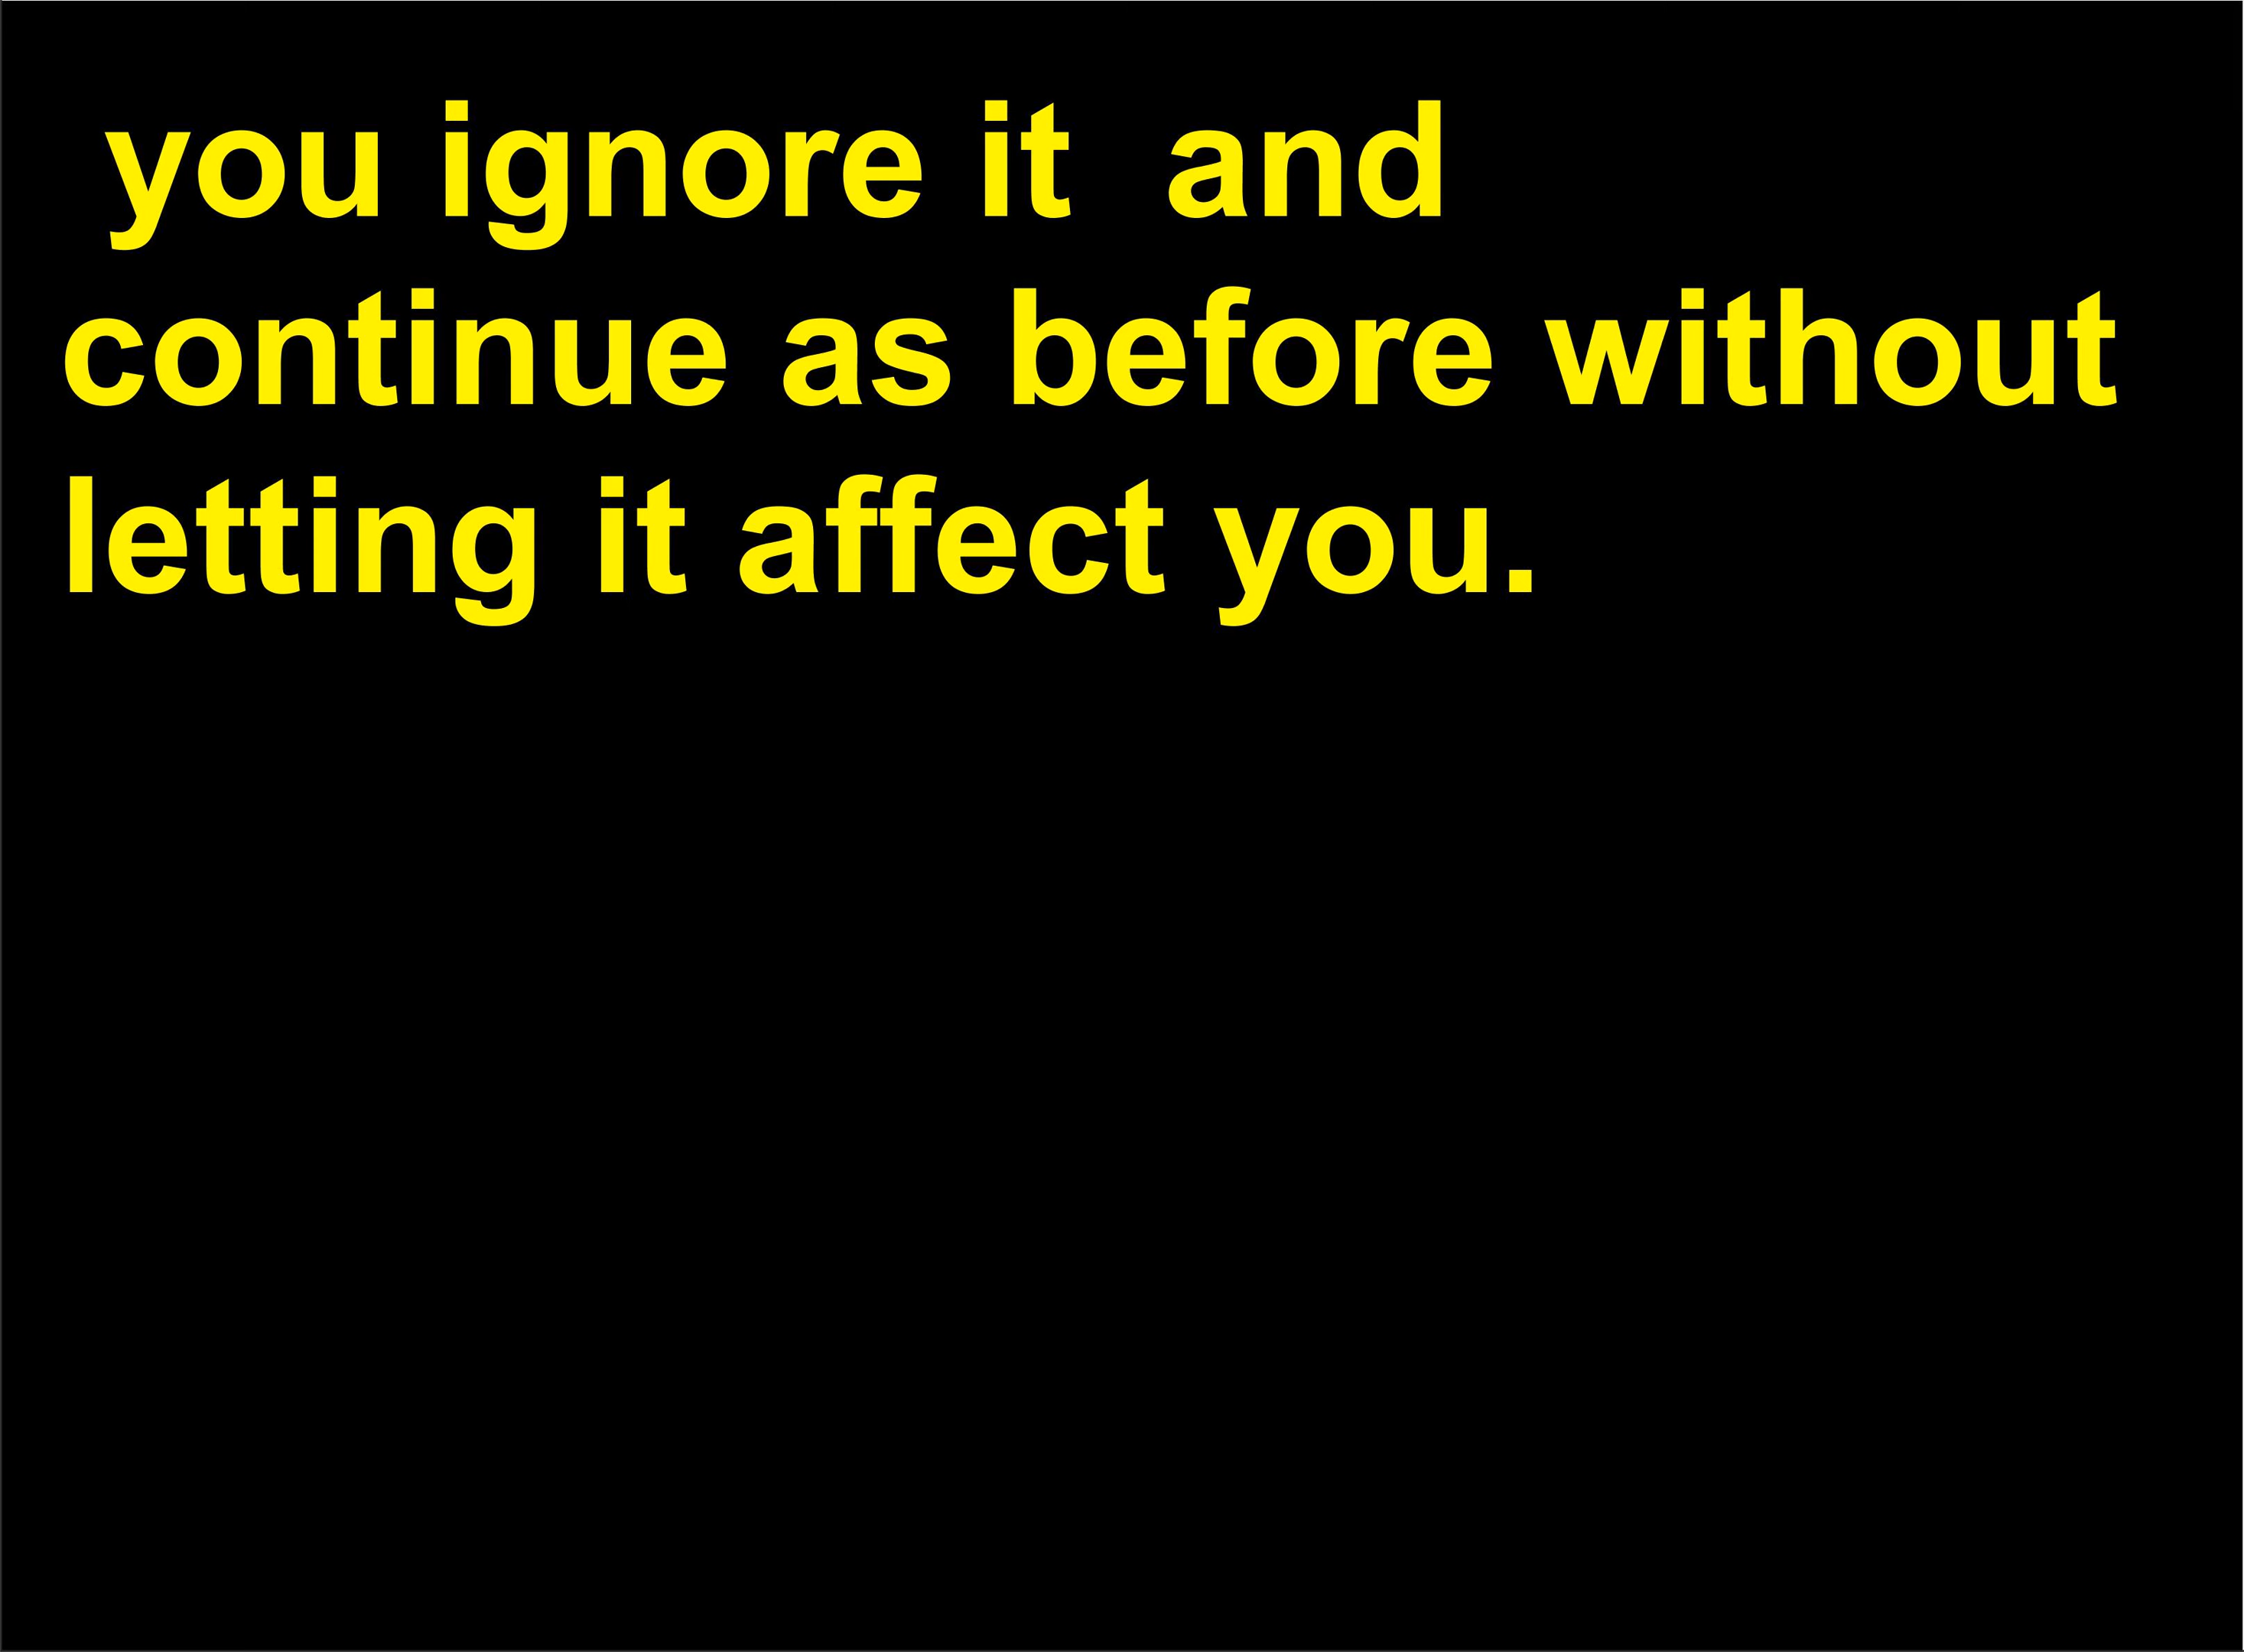 you ignore it  and
continue as before without
letting it affect you.